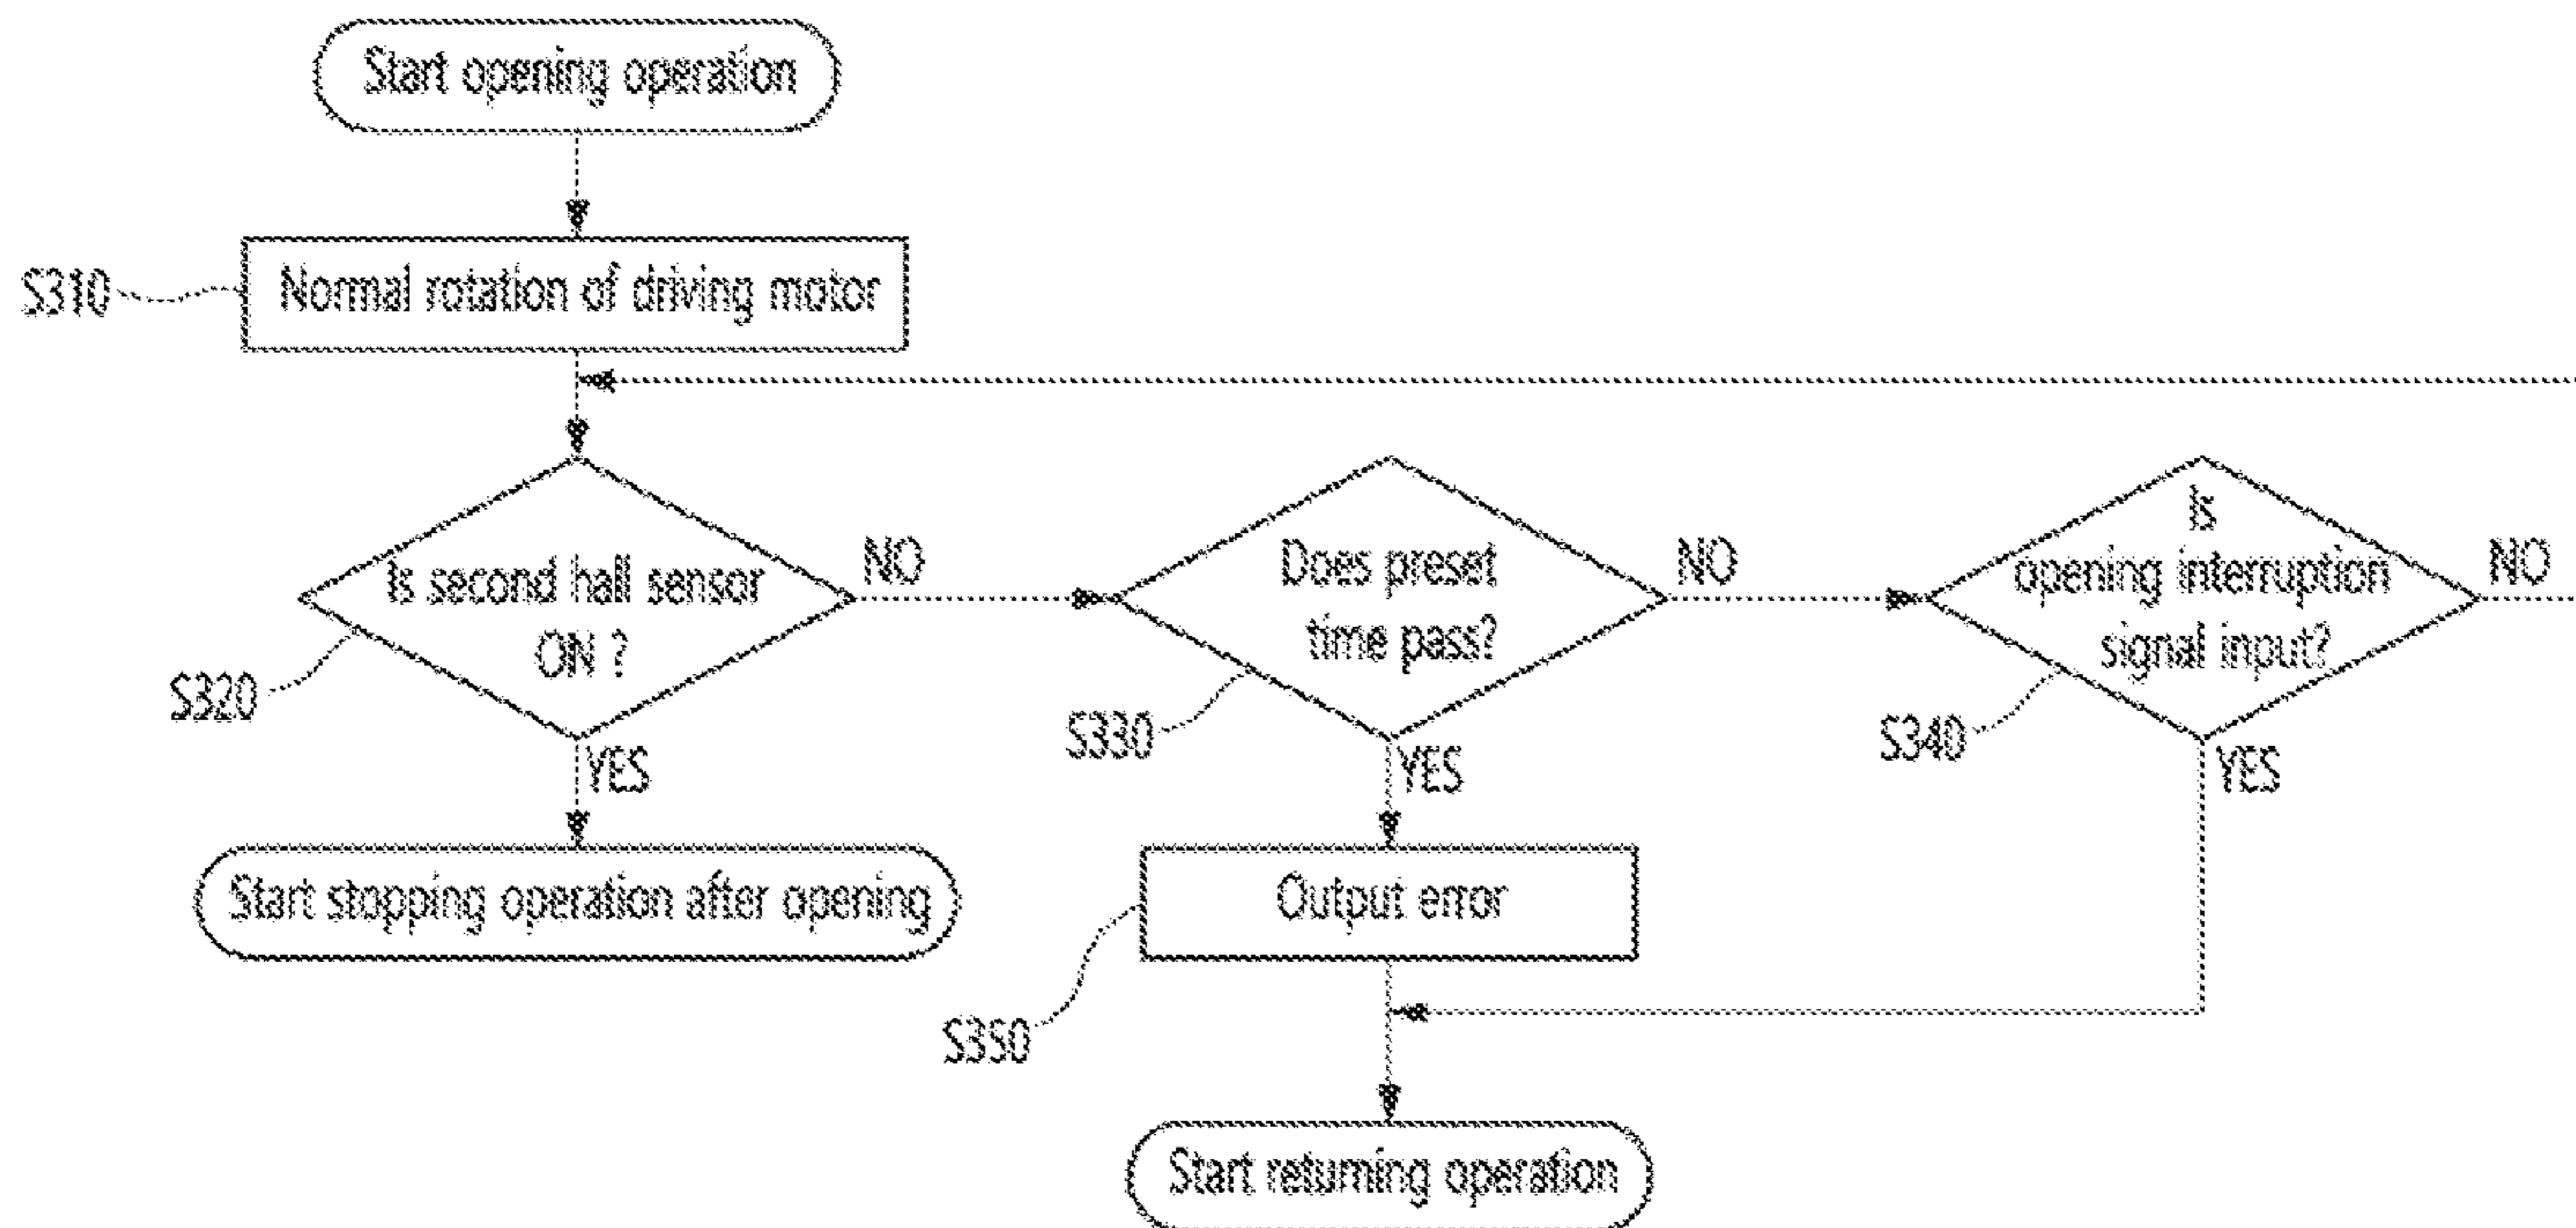 Start opening operation
S310
Normal rotation of driving motor
Is second hall sensor
ON ?
NO
S320
YES
Does preset
time pass?
NO
S330
YES
Is
opening interruption
signal input?
NO
S340
YES
Start stopping operation after opening
Output error
S350
Start returning operation